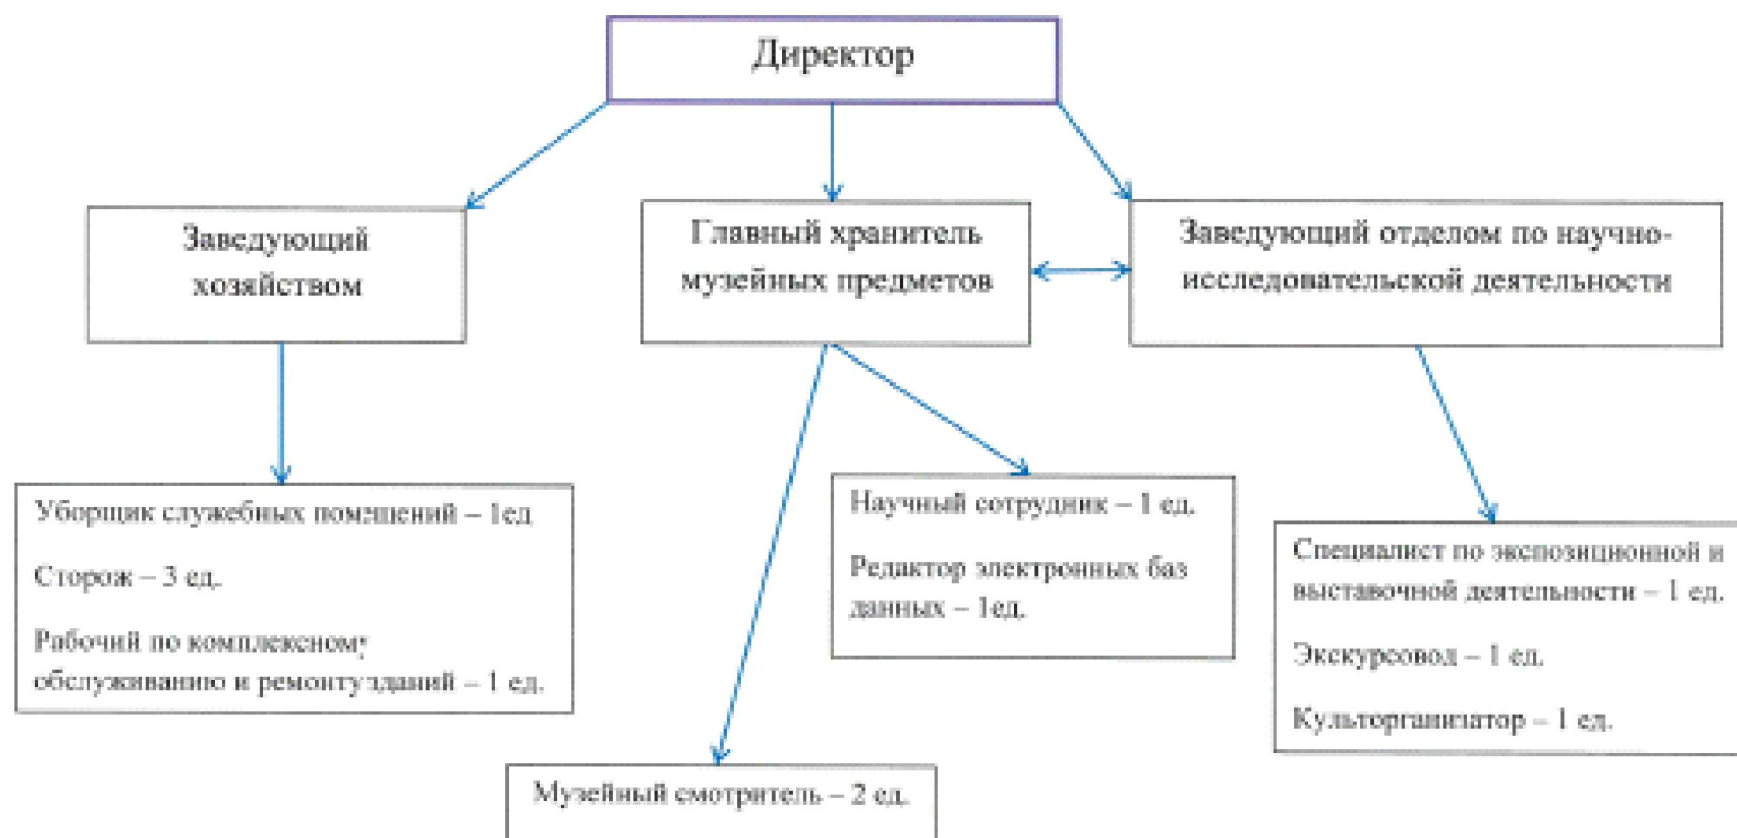 Директор
Заведующий
хозяйством
Главный хранитель
музейных предметов
Заведующий отделом по научно-
исследовательской деятельности
Уборщик служебных помещений – 1ед
Сторож – 3 ед.
Рабочий по комплексному
обслуживанию и ремонту зданий – 1 ед.
Научный сотрудник – 1 ед.
Редактор электронных баз
данных – 1ед.
Специалист по экспозиционной и
выставочной деятельности – 1 ед.
Экскурсовод – 1 ед.
Культорганизатор – 1 ед.
Музейный смотритель – 2 ед.